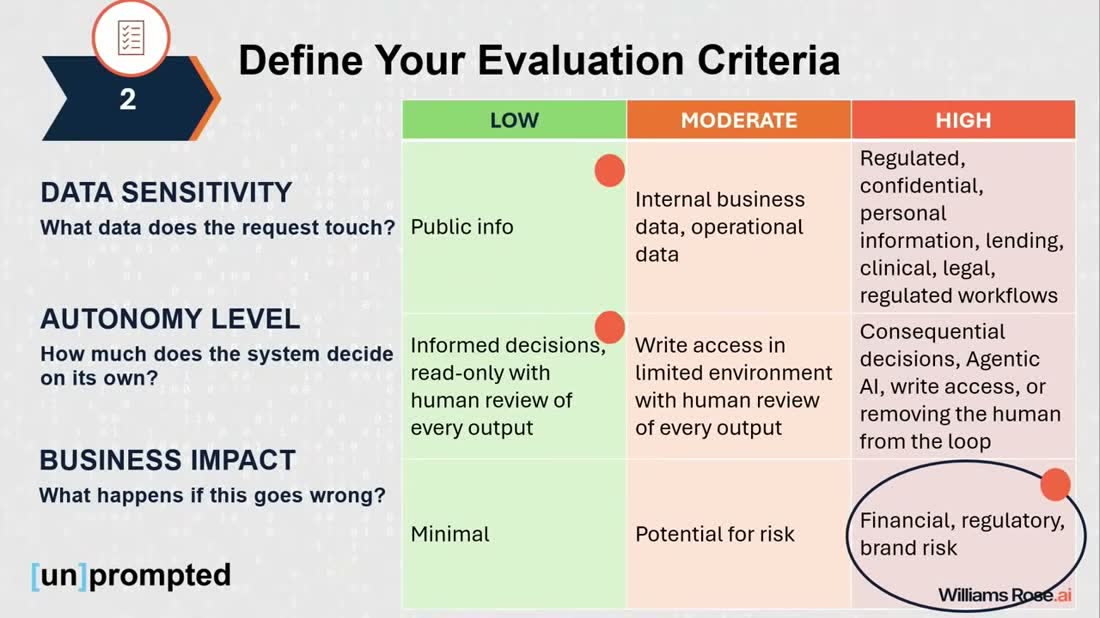 Define Your Evaluation Criteria
2
LOW
MODERATE
HIGH
DATA SENSITIVITY
What data does the request touch?
Public info
Internal business
data, operational
data
Regulated,
confidential,
personal
information, lending,
clinical, legal,
regulated workflows
AUTONOMY LEVEL
How much does the system decide
on its own?
Informed decisions,
read-only with
human review of
every output
Write access in
limited environment
with human review
of every output
Consequential
decisions, Agentic
AI, write access, or
removing the human
from the loop
BUSINESS IMPACT
What happens if this goes wrong?
Minimal
Potential for risk
Financial, regulatory,
brand risk
[un]prompted
Williams Rose.ai